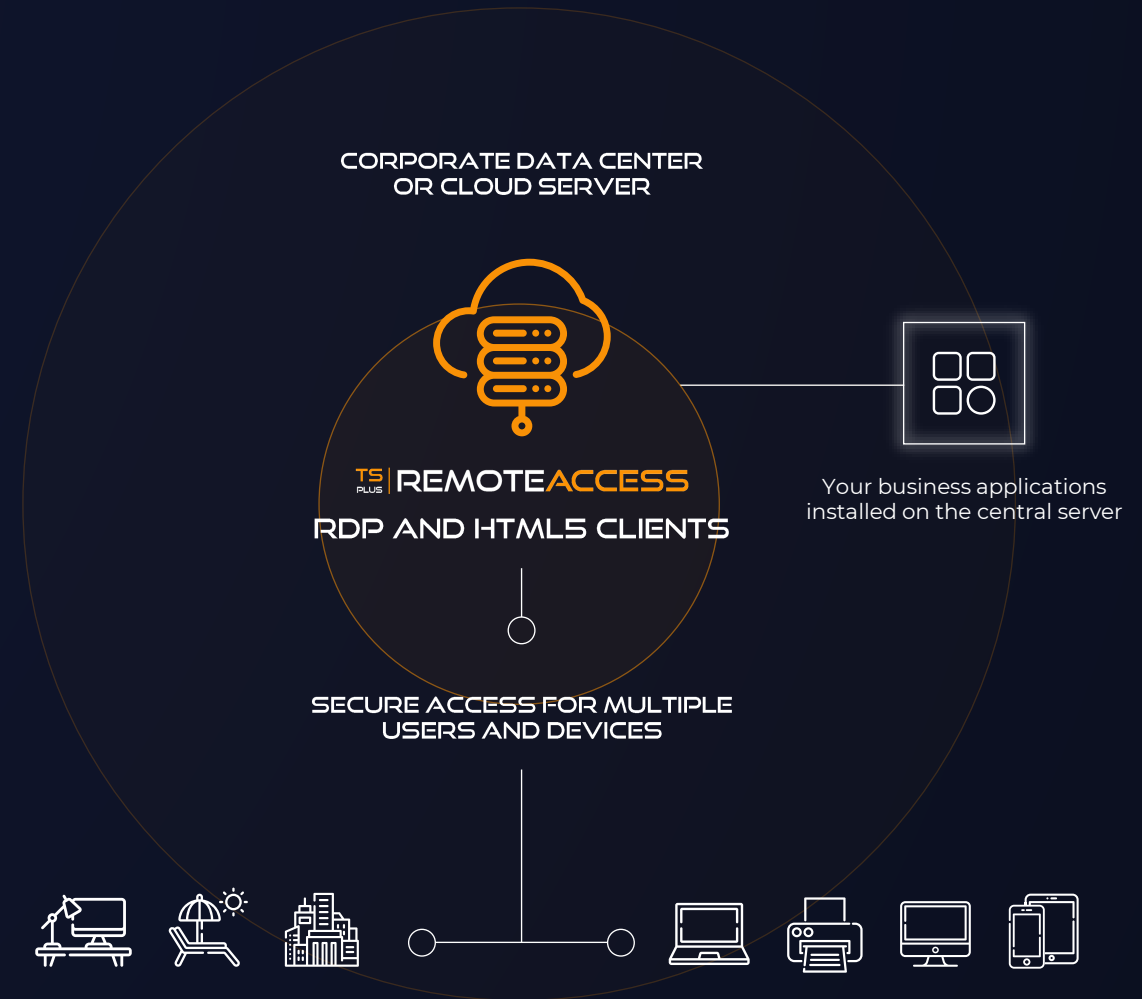 CORPORATE DATA CENTER
OR CLOUD SERVER
TS PLUS | REMOTEACCESS
RDP AND HTML5 CLIENTS
Your business applications
installed on the central server
SECURE ACCESS FOR MULTIPLE
USERS AND DEVICES